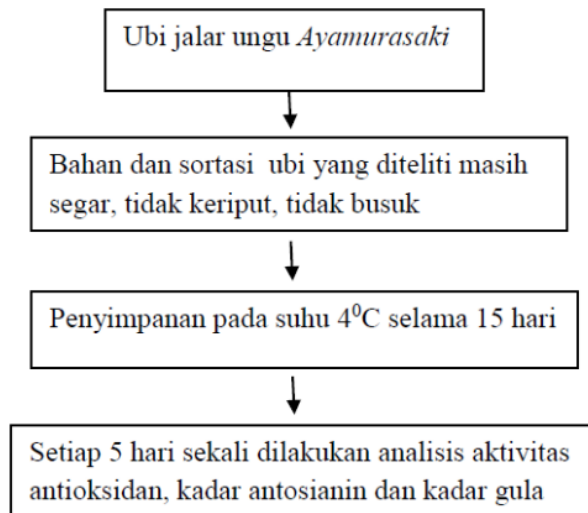 Ubi jalar ungu Ayamurasaki
Bahan dan sortasi ubi yang diteliti masih
segar, tidak keriput, tidak busuk
Penyimpanan pada suhu 4⁰C selama 15 hari
Setiap 5 hari sekali dilakukan analisis aktivitas
antioksidan, kadar antosianin dan kadar gula